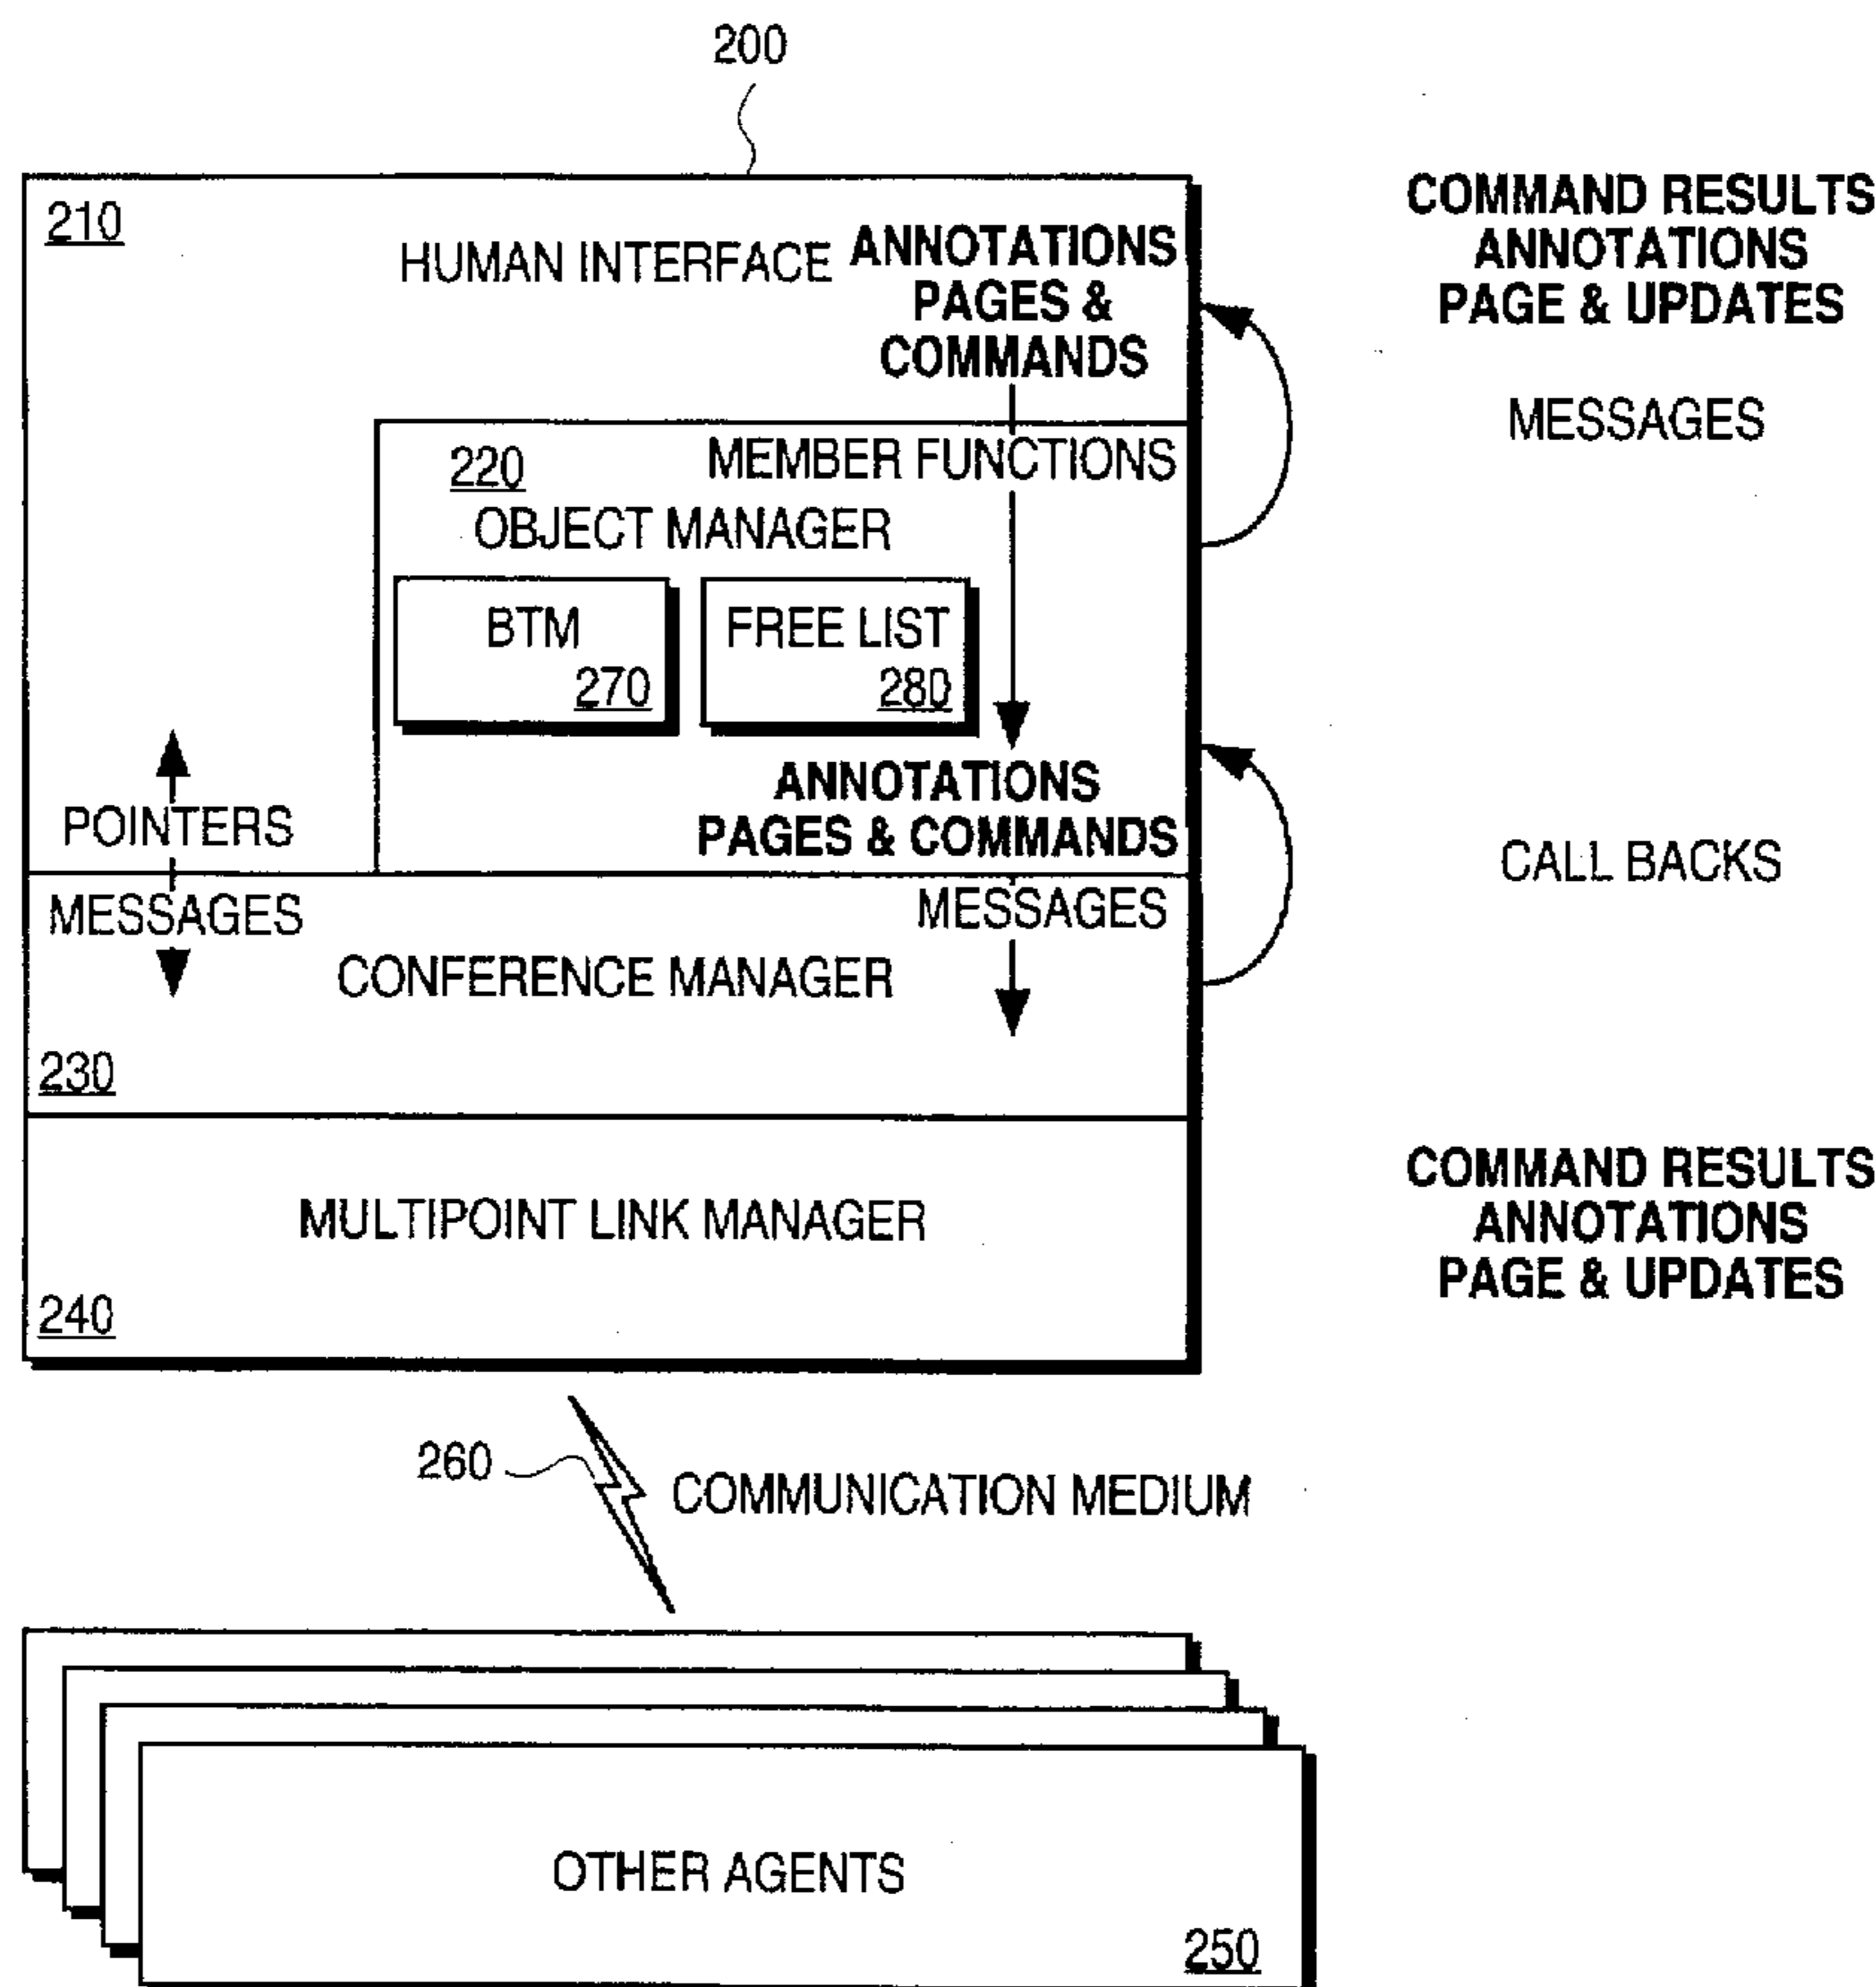 200
210
HUMAN INTERFACE
ANNOTATIONS
PAGES &
COMMANDS
COMMAND RESULTS
ANNOTATIONS
PAGE & UPDATES
MESSAGES
220
MEMBER FUNCTIONS
OBJECT MANAGER
BTM
270
FREE LIST
280
POINTERS
ANNOTATIONS
PAGES & COMMANDS
CALL BACKS
MESSAGES
MESSAGES
CONFERENCE MANAGER
230
COMMAND RESULTS
ANNOTATIONS
PAGE & UPDATES
MULTIPOINT LINK MANAGER
240
260
COMMUNICATION MEDIUM
OTHER AGENTS
250